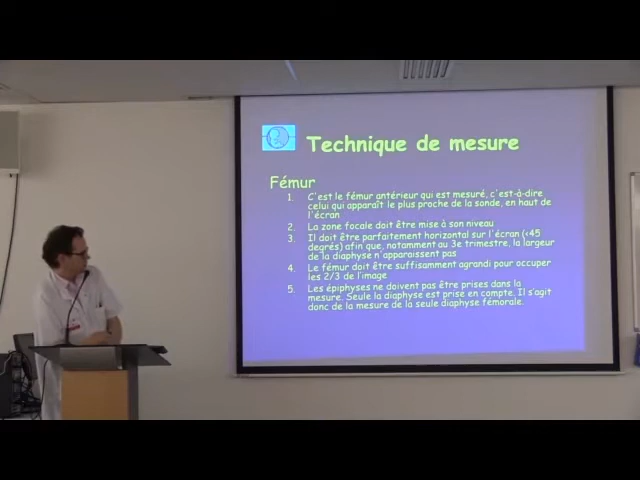 Technique de mesure
Fémur
1. C'est le fémur antérieur qui est mesuré, c'est-à-dire
celui qui apparaît le plus proche de la sonde, en haut de
l'écran
2. La zone focale doit être mise à son niveau
3. Il doit être parfaitement horizontal sur l'écran (<45
degrés) afin que, notamment au 3e trimestre, la largeur
de la diaphyse n'apparaissent pas
4. Le fémur doit être suffisamment agrandi pour occuper
les 2/3 de l'image
5. Les épiphyses ne doivent pas être prises dans la
mesure. Seule la diaphyse est prise en compte. Il s'agit
donc de la mesure de la seule diaphyse fémorale.